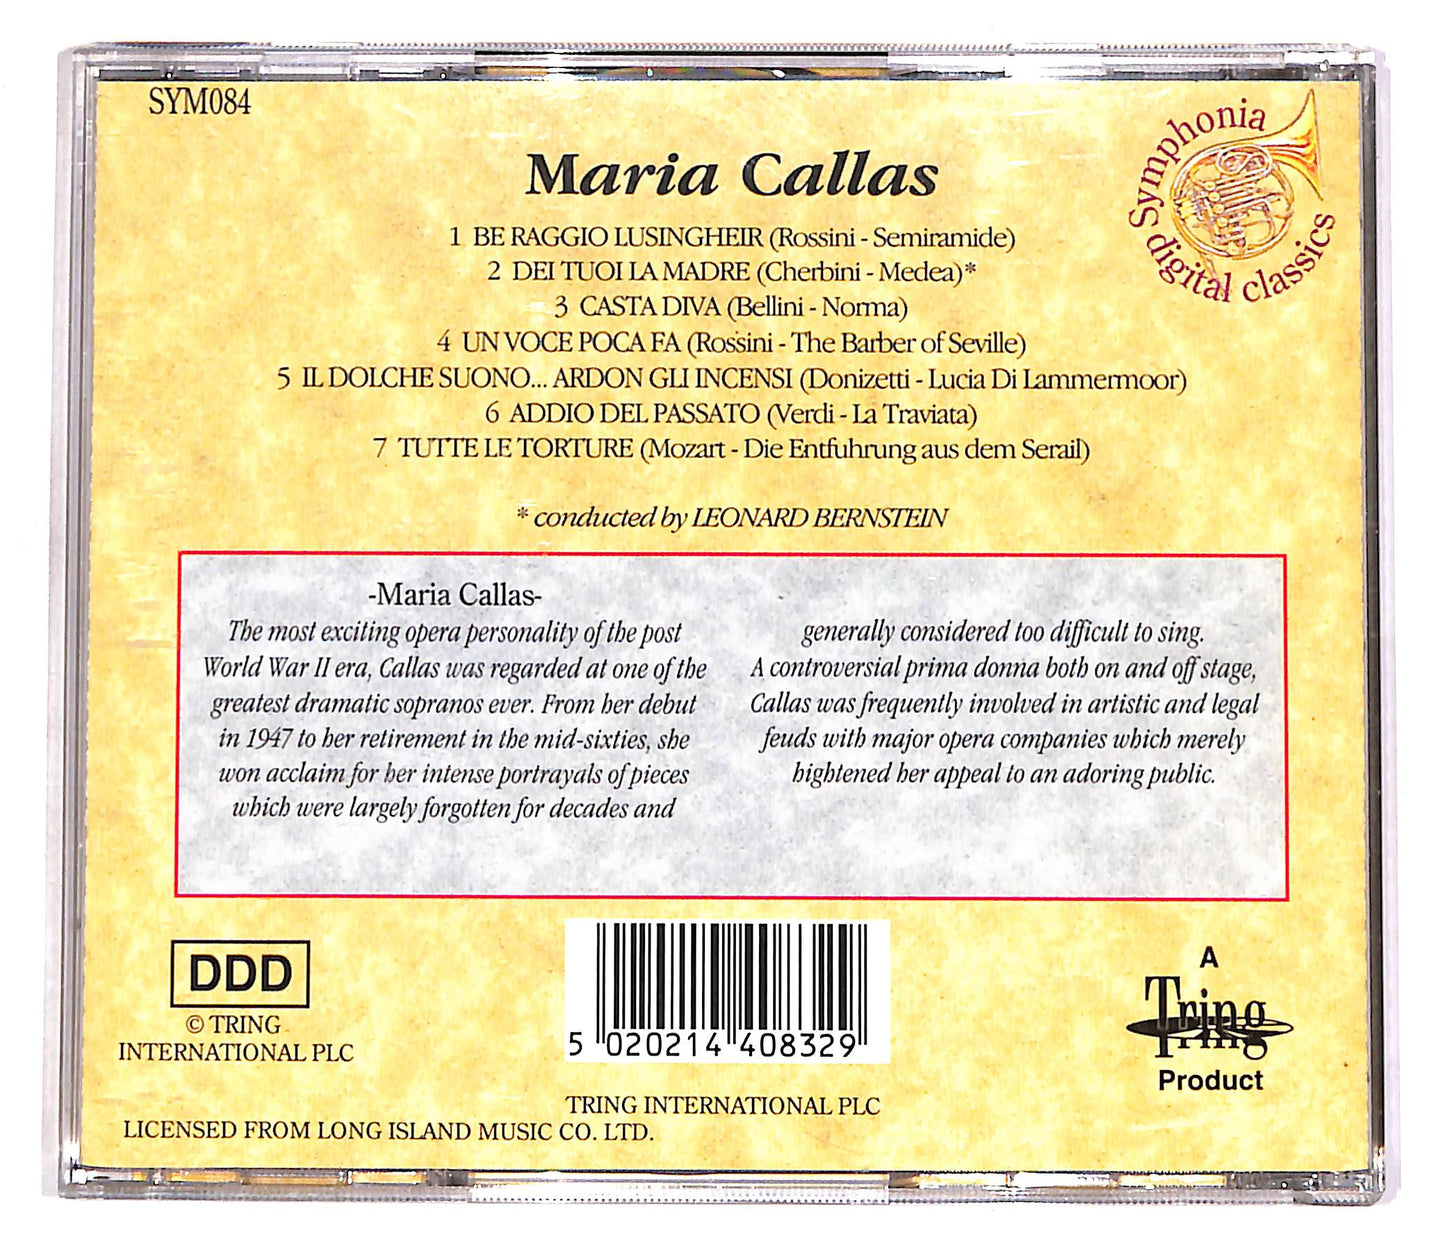 SYM084
Symphonia
digital classics
Maria Callas
1 BE RAGGIO LUSINGHEIR (Rossini - Semiramide)
2 DEI TUOI LA MADRE (Cherbini - Medea)*
3 CASTA DIVA (Bellini - Norma)
4 UN VOCE POCA FA (Rossini - The Barber of Seville)
5 IL DOLCHE SUONO... ARDON GLI INCENSI (Donizetti - Lucia Di Lammermoor)
6 ADDIO DEL PASSATO (Verdi - La Traviata)
7 TUTTE LE TORTURE (Mozart - Die Entfuhrung aus dem Serail)
* conducted by LEONARD BERNSTEIN
-Maria Callas-
The most exciting opera personality of the post
World War II era, Callas was regarded at one of the
greatest dramatic sopranos ever. From her debut
in 1947 to her retirement in the mid-sixties, she
won acclaim for her intense portrayals of pieces
which were largely forgotten for decades and
generally considered too difficult to sing.
A controversial prima donna both on and off stage,
Callas was frequently involved in artistic and legal
feuds with major opera companies which merely
hightened her appeal to an adoring public.
DDD
© TRING
INTERNATIONAL PLC
5 020214 408329
A
Tring
Product
TRING INTERNATIONAL PLC
LICENSED FROM LONG ISLAND MUSIC CO. LTD.